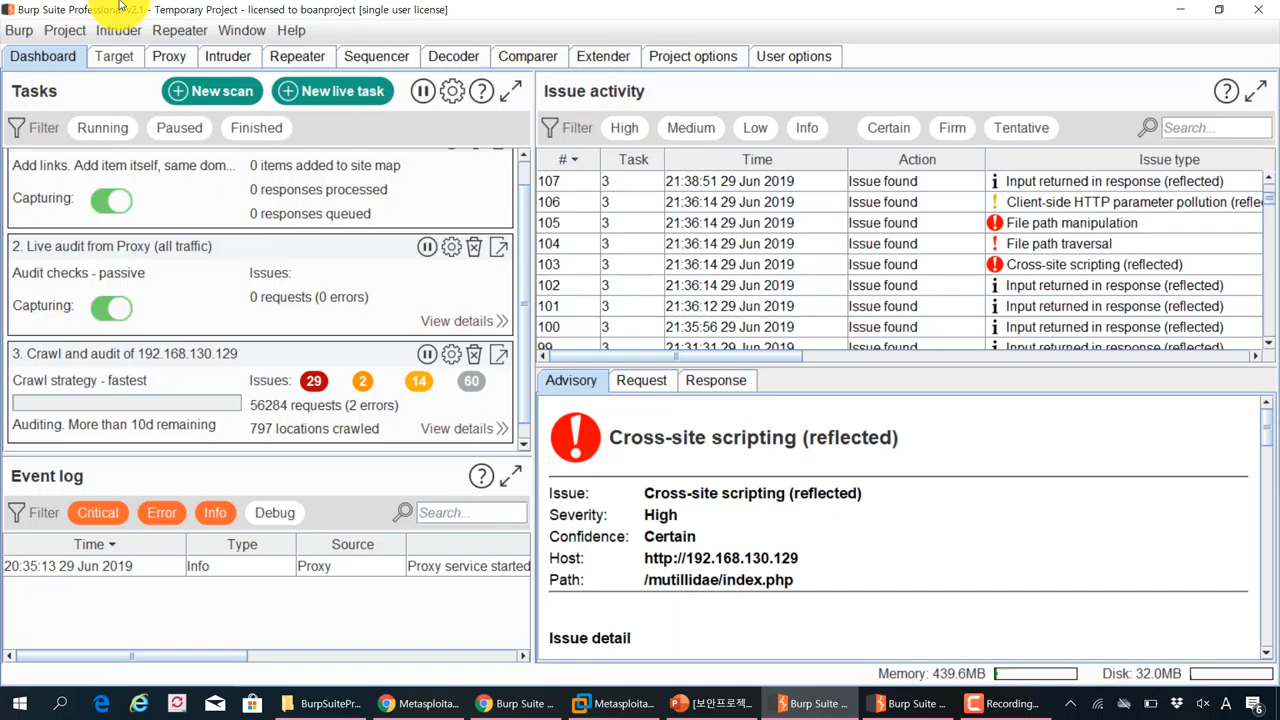 Burp Suite Professional v2.1 - Temporary Project - licensed to boanproject [single user license]
Burp Project Intruder Repeater Window Help
Dashboard Target Proxy Intruder Repeater Sequencer Decoder Comparer Extender Project options User options
Tasks New scan New live task
Filter Running Paused Finished
Add links. Add item itself, same dom... 0 items added to site map
0 responses processed
Capturing:
0 responses queued
2. Live audit from Proxy (all traffic)
Audit checks - passive Issues:
0 requests (0 errors)
Capturing:
View details
3. Crawl and audit of 192.168.130.129
Crawl strategy - fastest Issues: 29 2 14 60
56284 requests (2 errors)
Auditing. More than 10d remaining 797 locations crawled View details
Event log
Filter Critical Error Info Debug Search...
Time Type Source
20:35:13 29 Jun 2019 Info Proxy Proxy service started
Issue activity
Filter High Medium Low Info Certain Firm Tentative Search...
# Task Time Action Issue type
107 3 21:38:51 29 Jun 2019 Issue found Input returned in response (reflected)
106 3 21:36:14 29 Jun 2019 Issue found Client-side HTTP parameter pollution (refle
105 3 21:36:14 29 Jun 2019 Issue found File path manipulation
104 3 21:36:14 29 Jun 2019 Issue found File path traversal
103 3 21:36:14 29 Jun 2019 Issue found Cross-site scripting (reflected)
102 3 21:36:14 29 Jun 2019 Issue found Input returned in response (reflected)
101 3 21:36:12 29 Jun 2019 Issue found Input returned in response (reflected)
100 3 21:35:56 29 Jun 2019 Issue found Input returned in response (reflected)
99 3 21:31:31 29 Jun 2019 Issue found Input returned in response (reflected)
Advisory Request Response
Cross-site scripting (reflected)
Issue: Cross-site scripting (reflected)
Severity: High
Confidence: Certain
Host: http://192.168.130.129
Path: /mutillidae/index.php
Issue detail
Memory: 439.6MB Disk: 32.0MB
BurpSuitePr... Metasploita... Burp Suite ... Metasploita... [보안프로젝... Burp Suite ... Burp Suite ... Recording... A 6